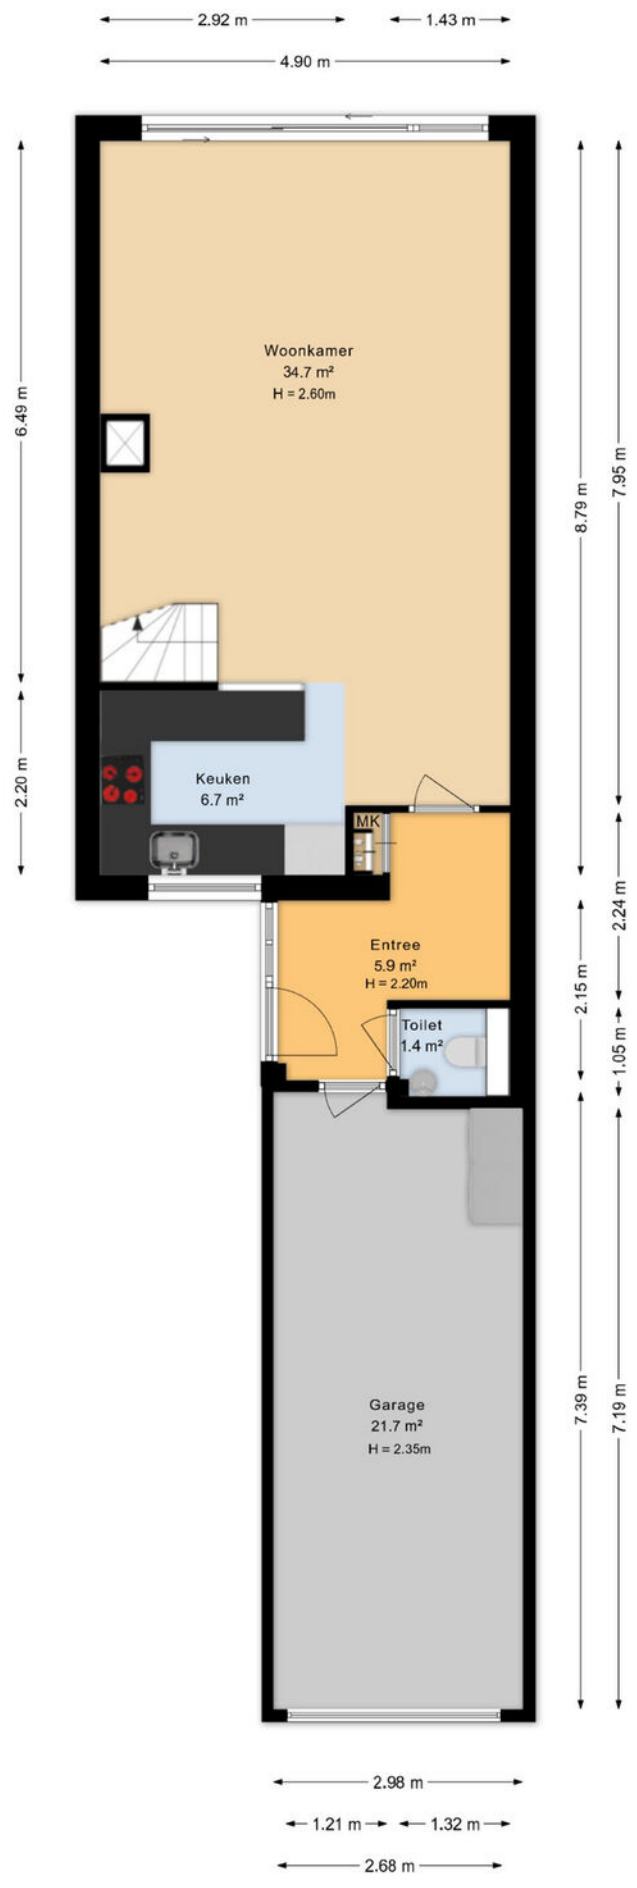 2.92 m
1.43 m
4.90 m
Woonkamer
34.7 m²
H = 2.60m
6.49 m
7.95 m
8.79 m
Keuken
6.7 m²
2.20 m
MK
2.24 m
Entree
5.9 m²
H = 2.20m
2.15 m
Toilet
1.4 m²
1.05 m
Garage
21.7 m²
H = 2.35m
7.39 m
7.19 m
2.98 m
1.21 m
1.32 m
2.68 m